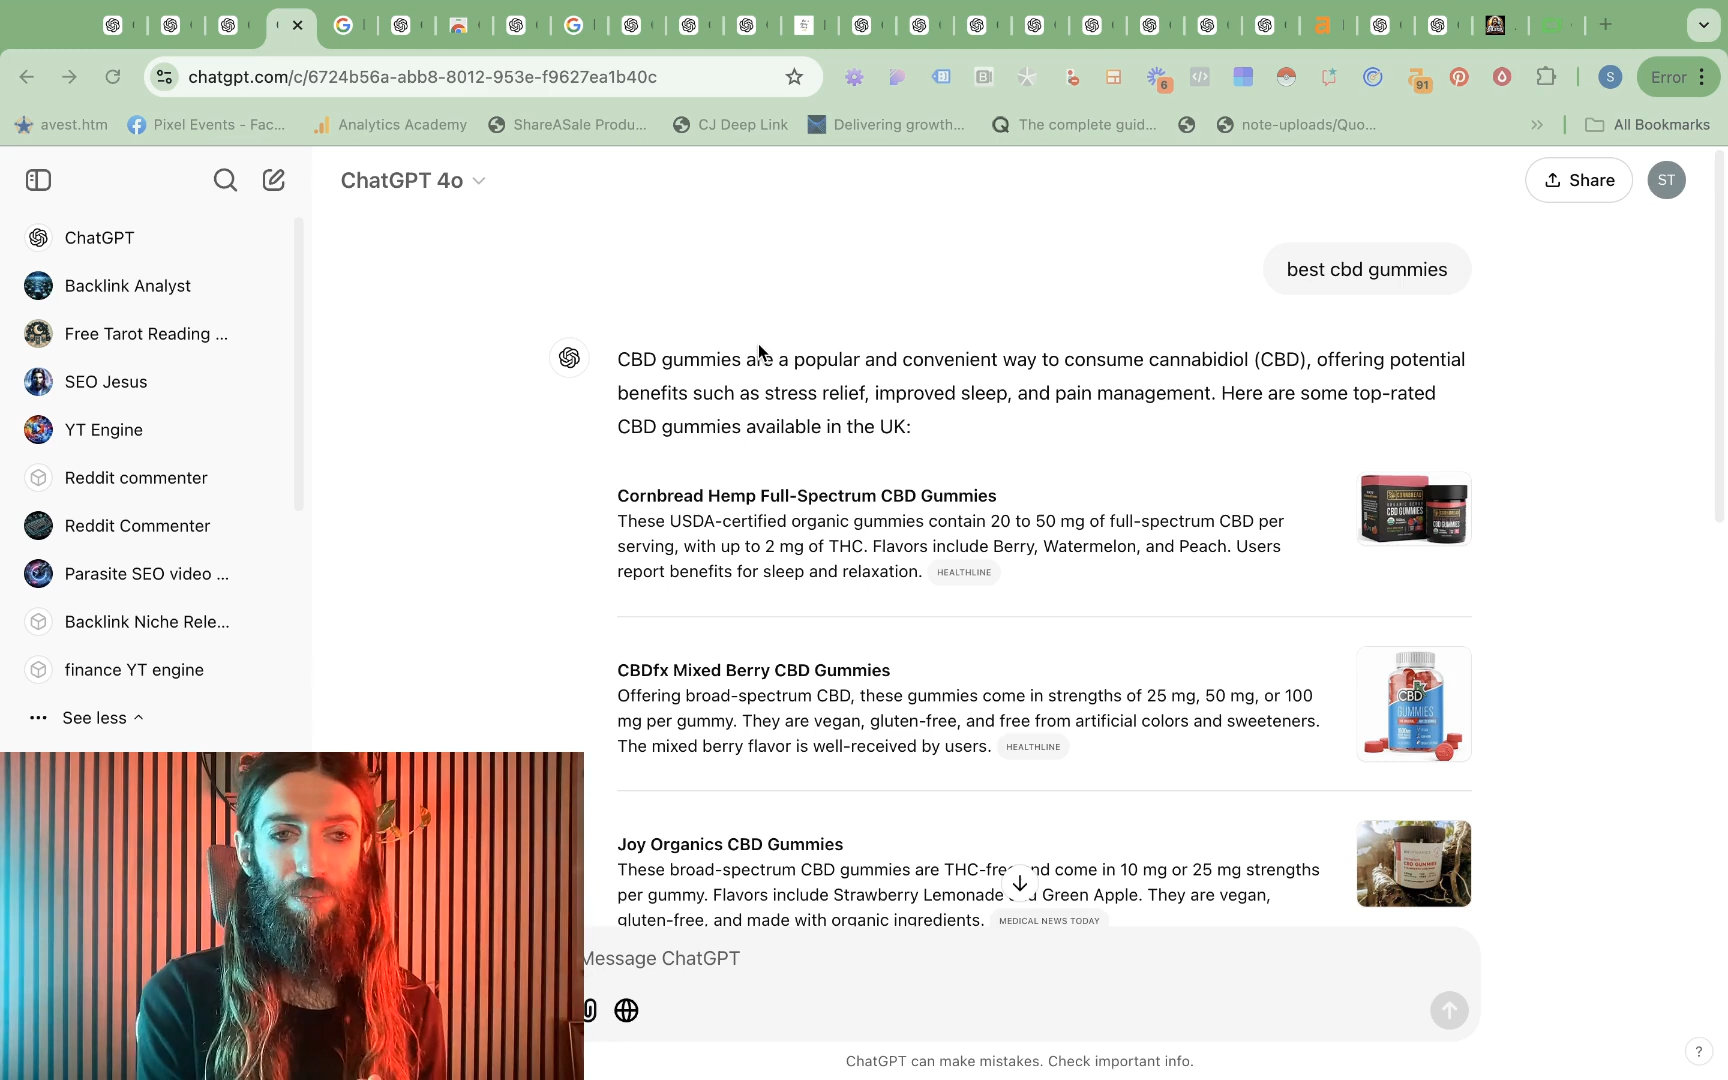 chatgpt.com/c/6724b56a-abb8-8012-953e-f9627ea1b40c
6
91
S
Error
avest.htm
Pixel Events - Fac...
Analytics Academy
ShareASale Produ...
CJ Deep Link
Delivering growth...
The complete guid...
note-uploads/Quo...
All Bookmarks
ChatGPT 4o
Share
ST
ChatGPT
Backlink Analyst
Free Tarot Reading ...
SEO Jesus
YT Engine
Reddit commenter
Reddit Commenter
Parasite SEO video ...
Backlink Niche Rele...
finance YT engine
See less
best cbd gummies
CBD gummies are a popular and convenient way to consume cannabidiol (CBD), offering potential
benefits such as stress relief, improved sleep, and pain management. Here are some top-rated
CBD gummies available in the UK:
Cornbread Hemp Full-Spectrum CBD Gummies
These USDA-certified organic gummies contain 20 to 50 mg of full-spectrum CBD per
serving, with up to 2 mg of THC. Flavors include Berry, Watermelon, and Peach. Users
report benefits for sleep and relaxation. HEALTHLINE
CBD GUMMIES
CBDfx Mixed Berry CBD Gummies
Offering broad-spectrum CBD, these gummies come in strengths of 25 mg, 50 mg, or 100
mg per gummy. They are vegan, gluten-free, and free from artificial colors and sweeteners.
The mixed berry flavor is well-received by users. HEALTHLINE
CBD
GUMMIES
Joy Organics CBD Gummies
These broad-spectrum CBD gummies are THC-free and come in 10 mg or 25 mg strengths
per gummy. Flavors include Strawberry Lemonade and Green Apple. They are vegan,
gluten-free, and made with organic ingredients. MEDICAL NEWS TODAY
CBD GUMMIES
Message ChatGPT
ChatGPT can make mistakes. Check important info.
?